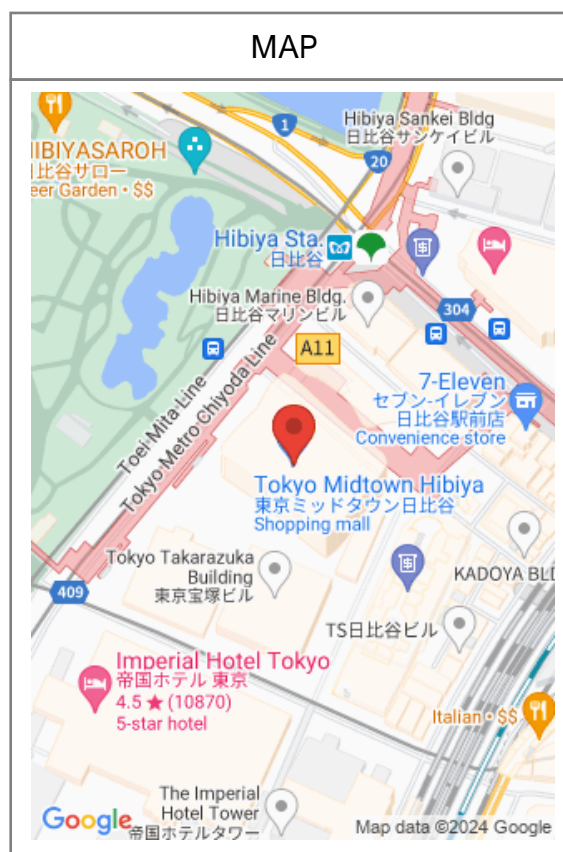 MAP
1
Hibiya Sankei Bldg
日比谷サンケイビル
HIBIYASAROH
日比谷サロー
eer Garden • $$
20
Hibiya Sta.
日比谷
Hibiya Marine Bldg.
日比谷マリンビル
304
A11
Toei Mita Line
Tokyo Metro Chiyoda Line
7-Eleven
セブン-イレブン
日比谷駅前店
Convenience store
Tokyo Midtown Hibiya
東京ミッドタウン日比谷
Shopping mall
Tokyo Takarazuka
Building
東京宝塚ビル
KADOYA BLD
409
TS日比谷ビル
Imperial Hotel Tokyo
帝国ホテル 東京
4.5 ★ (10870)
5-star hotel
Italian • $$
The Imperial
Hotel Tower
帝国ホテルタワー
Google
Map data ©2024 Google